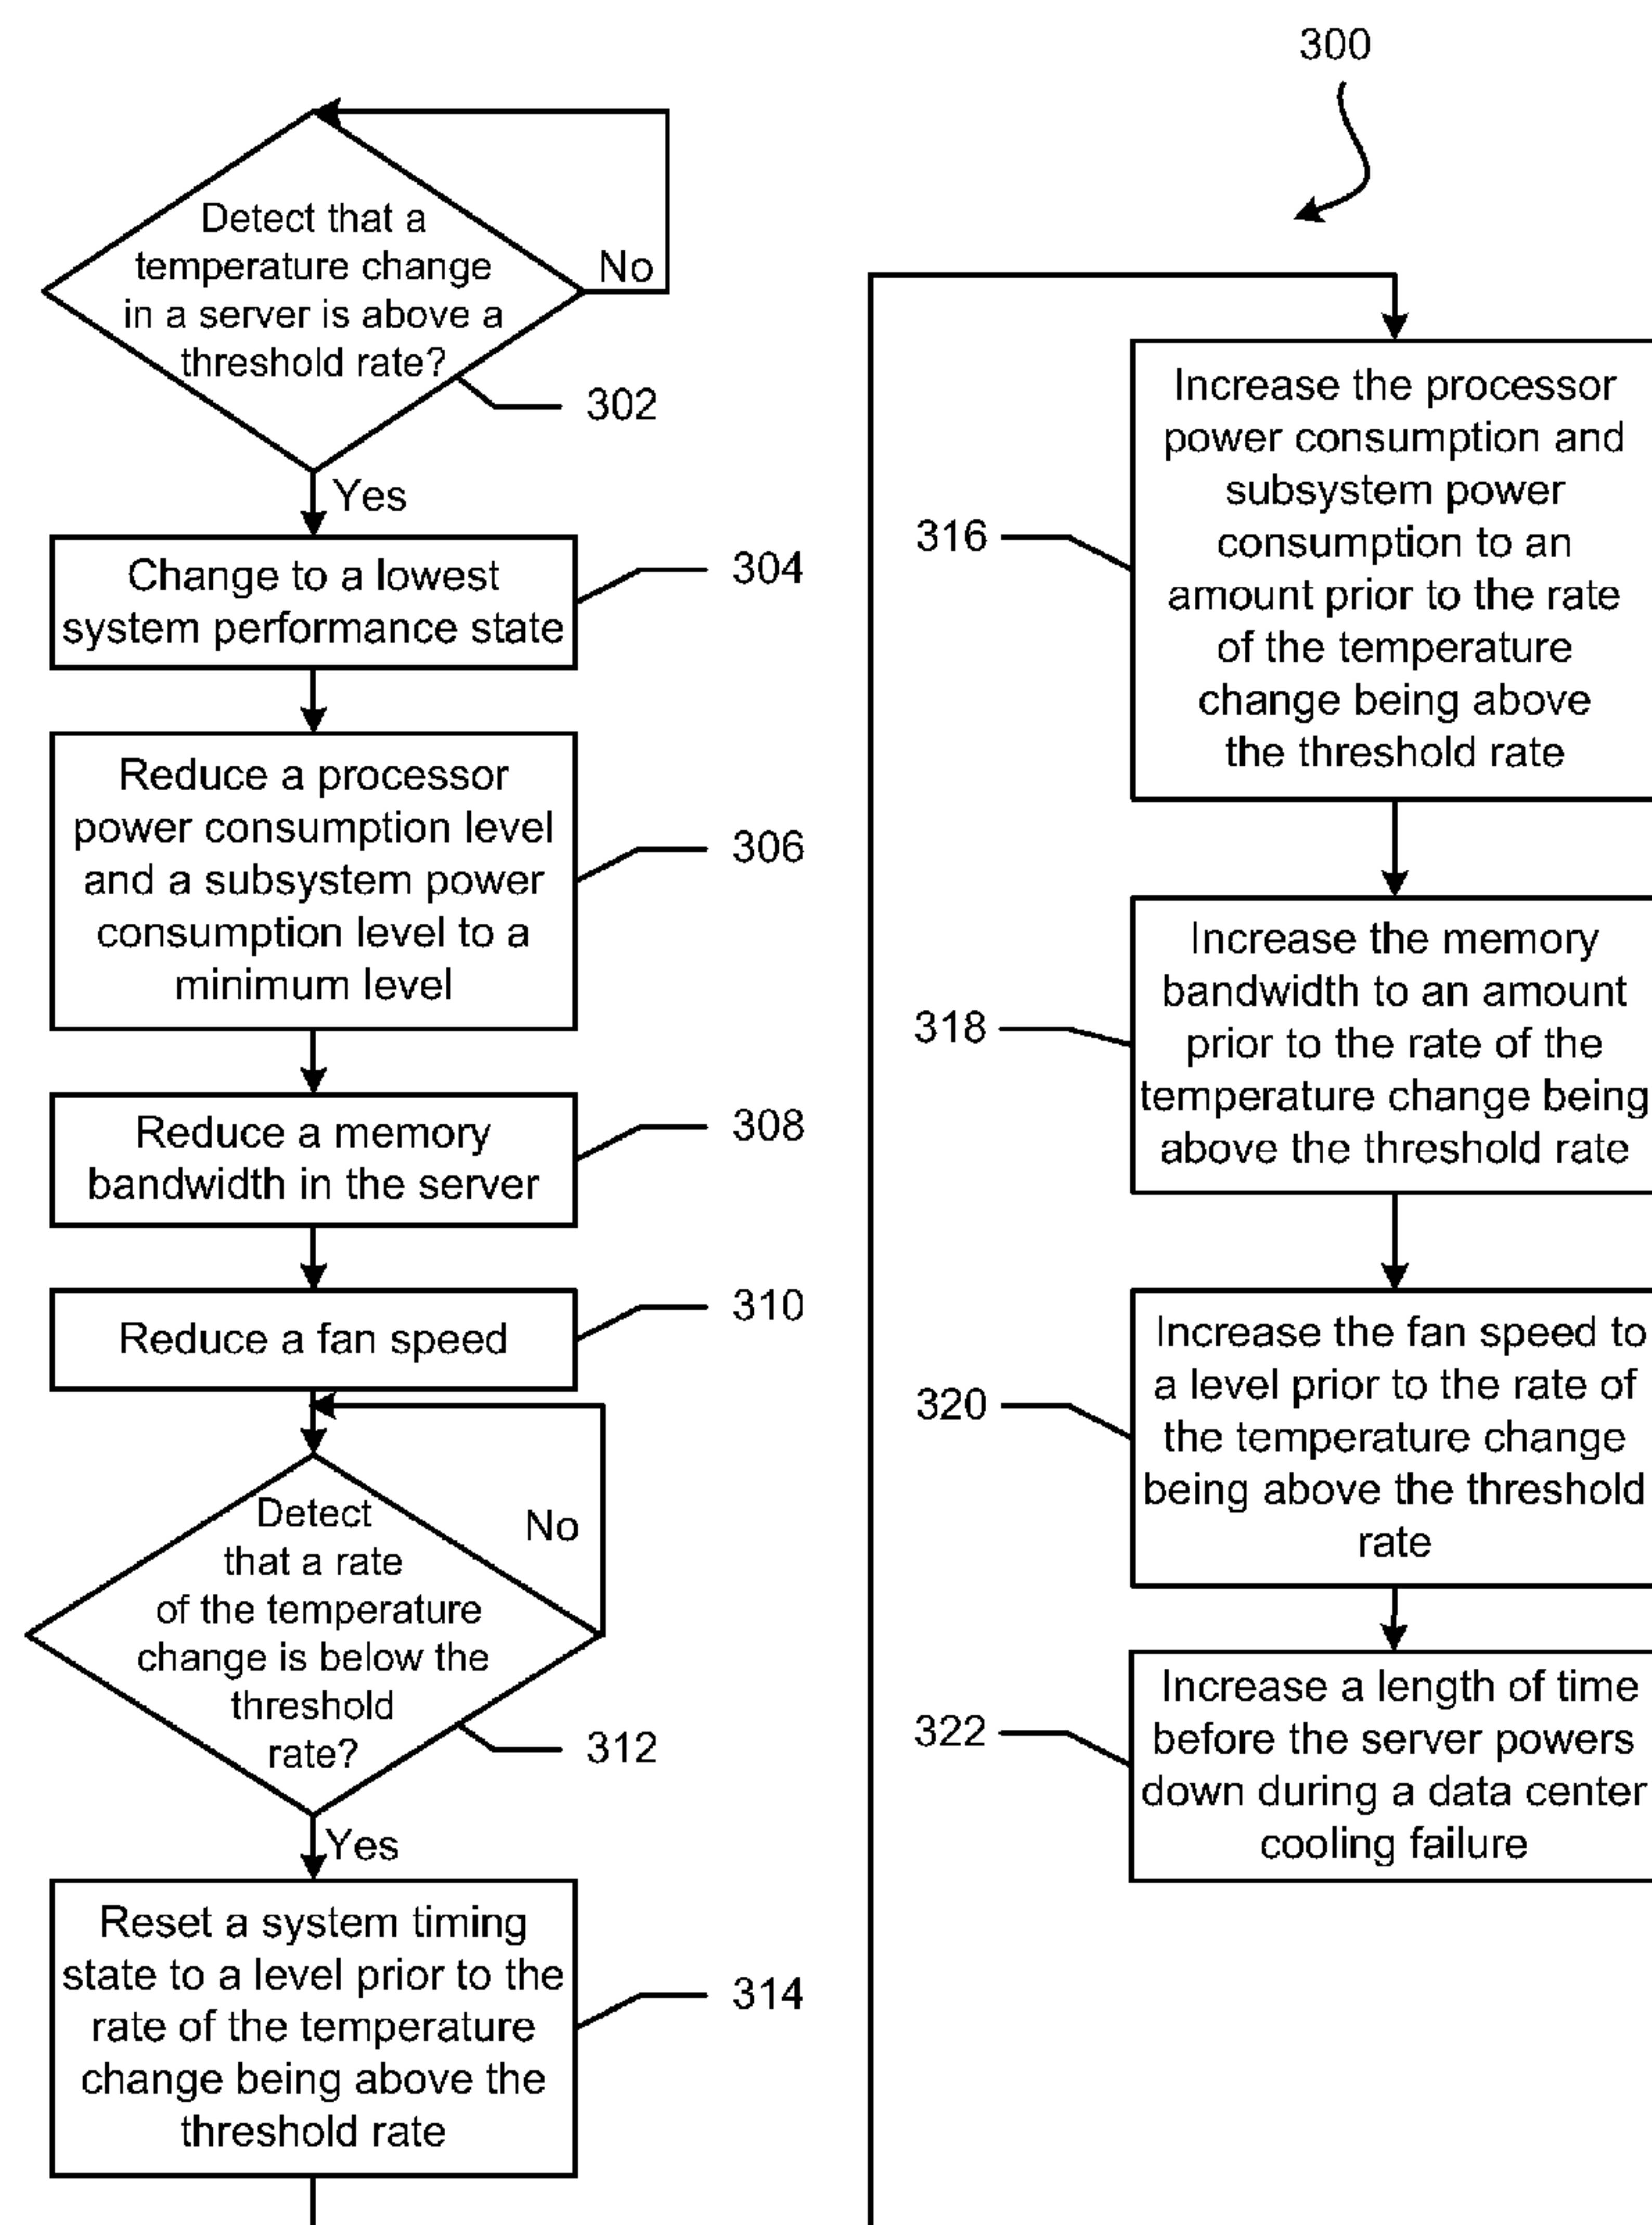 300
Detect that a
temperature change
in a server is above a
threshold rate?
No
302
Yes
Change to a lowest
system performance state
304
Reduce a processor
power consumption level
and a subsystem power
consumption level to a
minimum level
306
Reduce a memory
bandwidth in the server
308
Reduce a fan speed
310
Detect
that a rate
of the temperature
change is below the
threshold
rate?
No
312
Yes
Reset a system timing
state to a level prior to the
rate of the temperature
change being above the
threshold rate
314
Increase the processor
power consumption and
subsystem power
consumption to an
amount prior to the rate
of the temperature
change being above
the threshold rate
316
Increase the memory
bandwidth to an amount
prior to the rate of the
temperature change being
above the threshold rate
318
Increase the fan speed to
a level prior to the rate of
the temperature change
being above the threshold
rate
320
Increase a length of time
before the server powers
down during a data center
cooling failure
322